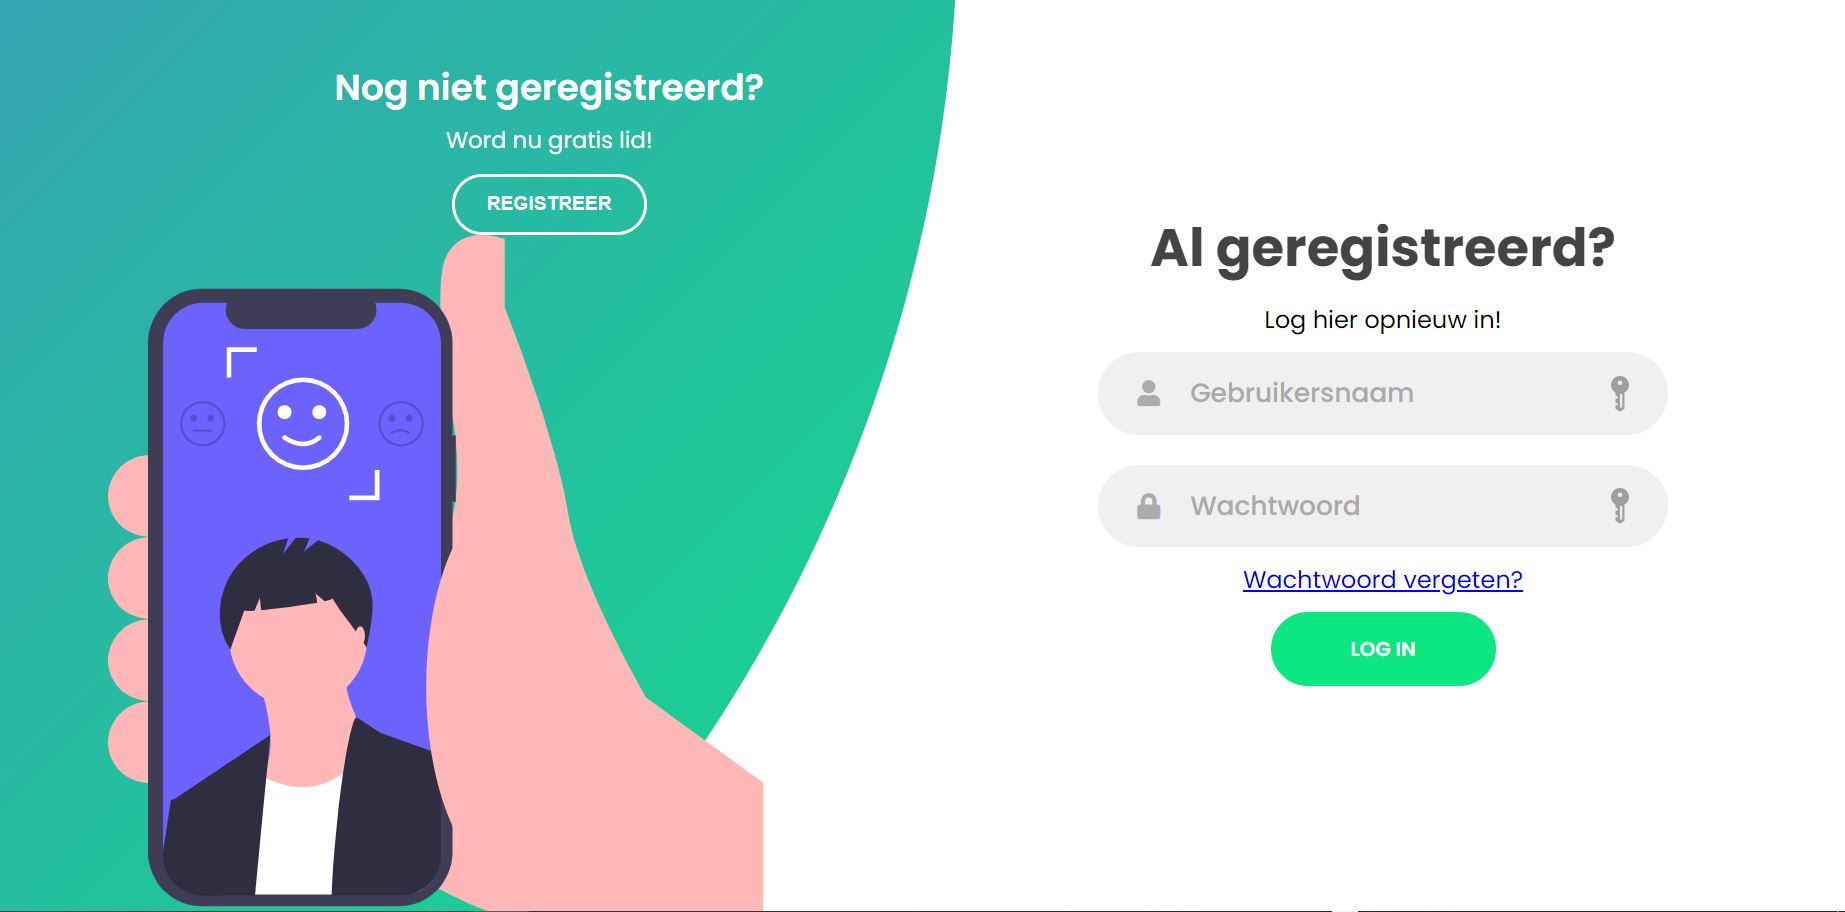 Nog niet geregistreerd?
Word nu gratis lid!
REGISTREER
Al geregistreerd?
Log hier opnieuw in!
Gebruikersnaam
Wachtwoord
Wachtwoord vergeten?
LOG IN